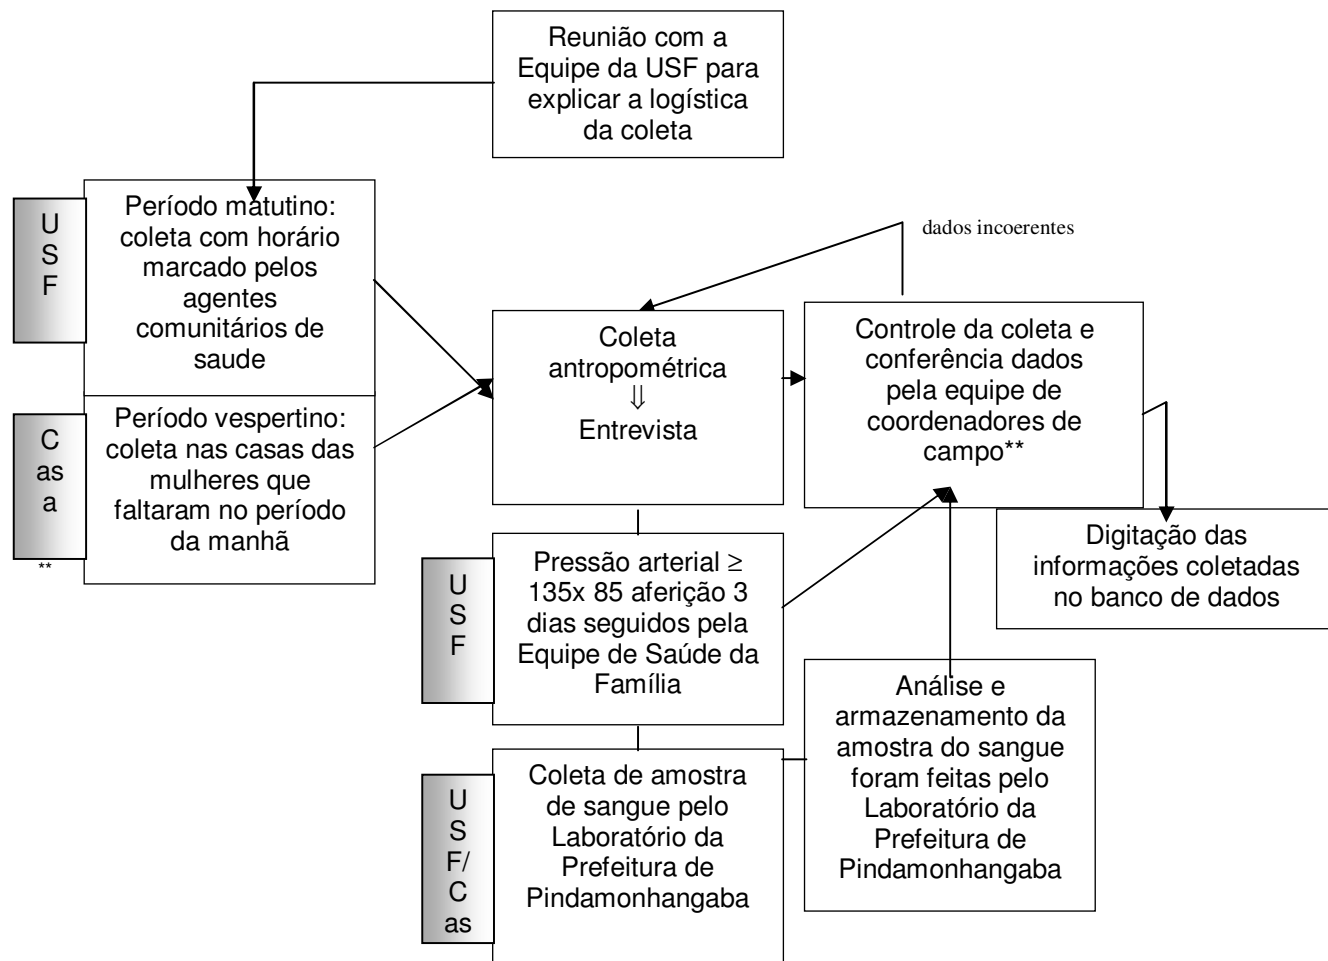 Reunião com a
Equipe da USF para
explicar a logística
da coleta
U
S
F
Período matutino:
coleta com horário
marcado pelos
agentes
comunitários de
saude
C
as
a
**
Período vespertino:
coleta nas casas das
mulheres que
faltaram no período
da manhã
dados incoerentes
Coleta
antropométrica
⇓
Entrevista
Controle da coleta e
conferência dados
pela equipe de
coordenadores de
campo**
Digitação das
informações coletadas
no banco de dados
U
S
F
Pressão arterial ≥
135x 85 aferição 3
dias seguidos pela
Equipe de Saúde da
Família
U
S
F/
C
as
Coleta de amostra
de sangue pelo
Laboratório da
Prefeitura de
Pindamonhangaba
Análise e
armazenamento da
amostra do sangue
foram feitas pelo
Laboratório da
Prefeitura de
Pindamonhangaba